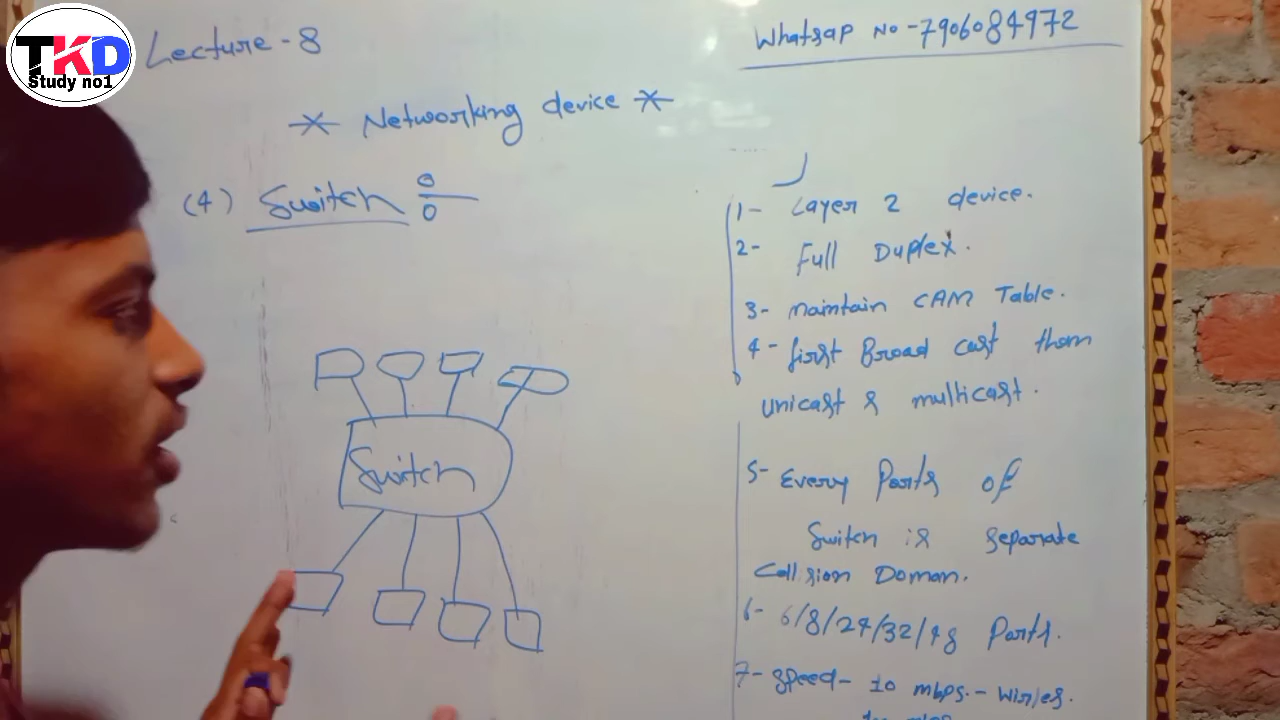 TKD
Study no1
Lecture - 8
Whatsap No - 7906084972
* Networking device *
(4) Switch
1- Layer 2 device.
2- Full Duplex.
3- maintain CAM Table.
4- first Broad cast them
unicast & multicast.
Switch
5- Every Ports of
Switch is separate
Collision Doman.
6- 6/8/24/32/48 Ports.
7- speed- 10 mbps.-